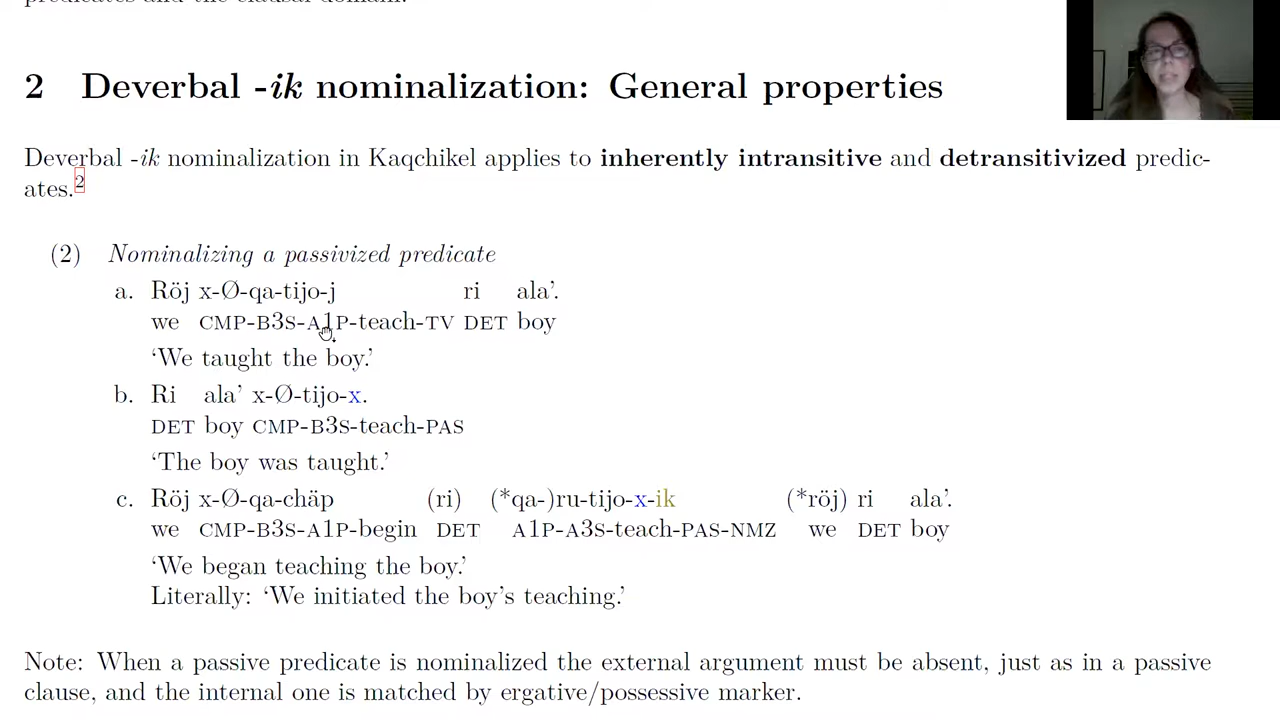 predicates and the clausal domain.
2 Deverbal -ik nominalization: General properties
Deverbal -ik nominalization in Kaqchikel applies to inherently intransitive and detransitivized predic-
ates.2
(2) Nominalizing a passivized predicate
a. Röj x-Ø-qa-tijo-j ri ala’.
we CMP-B3S-A1P-teach-TV DET boy
‘We taught the boy.’
b. Ri ala’ x-Ø-tijo-x.
DET boy CMP-B3S-teach-PAS
‘The boy was taught.’
c. Röj x-Ø-qa-chäp (ri) (*qa-)ru-tijo-x-ik (*röj) ri ala’.
we CMP-B3S-A1P-begin DET A1P-A3S-teach-PAS-NMZ we DET boy
‘We began teaching the boy.’
Literally: ‘We initiated the boy’s teaching.’
Note: When a passive predicate is nominalized the external argument must be absent, just as in a passive
clause, and the internal one is matched by ergative/possessive marker.